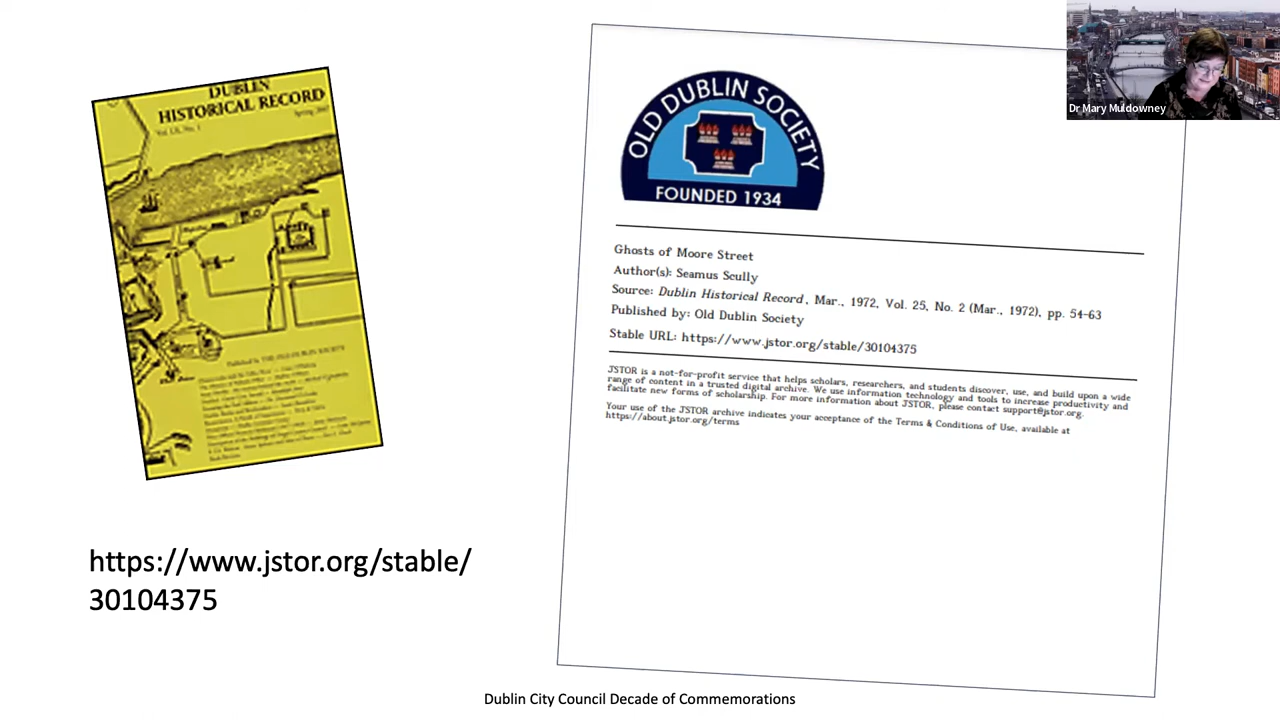 DUBLIN
HISTORICAL RECORD
Vol. LX, No. 1
Spring 2007
Published by THE OLD DUBLIN SOCIETY
https://www.jstor.org/stable/
30104375
OLD DUBLIN SOCIETY
FOUNDED 1934
Ghosts of Moore Street
Author(s): Seamus Scully
Source: Dublin Historical Record, Mar., 1972, Vol. 25, No. 2 (Mar., 1972), pp. 54-63
Published by: Old Dublin Society
Stable URL: https://www.jstor.org/stable/30104375
JSTOR is a not-for-profit service that helps scholars, researchers, and students discover, use, and build upon a wide
range of content in a trusted digital archive. We use information technology and tools to increase productivity and
facilitate new forms of scholarship. For more information about JSTOR, please contact support@jstor.org.
Your use of the JSTOR archive indicates your acceptance of the Terms & Conditions of Use, available at
https://about.jstor.org/terms
Dr Mary Muldowney
Dublin City Council Decade of Commemorations